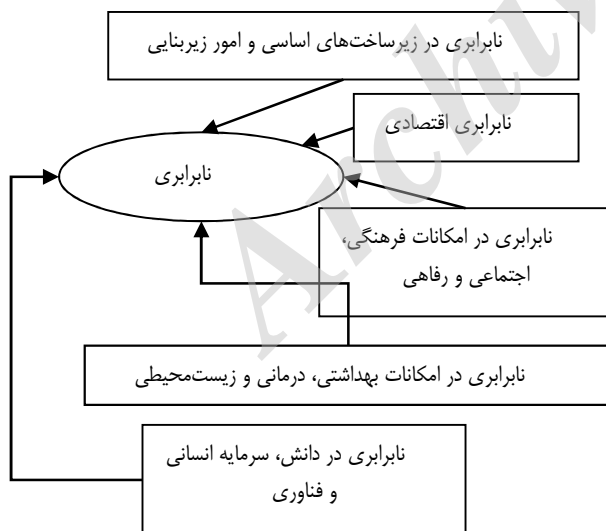 نابرابری در زیرساخت‌های اساسی و امور زیربنایی
نابرابری اقتصادی
نابرابری
نابرابری در امکانات فرهنگی،
اجتماعی و رفاهی
نابرابری در امکانات بهداشتی، درمانی و زیست‌محیطی
نابرابری در دانش، سرمایه انسانی
و فناوری
Archiv